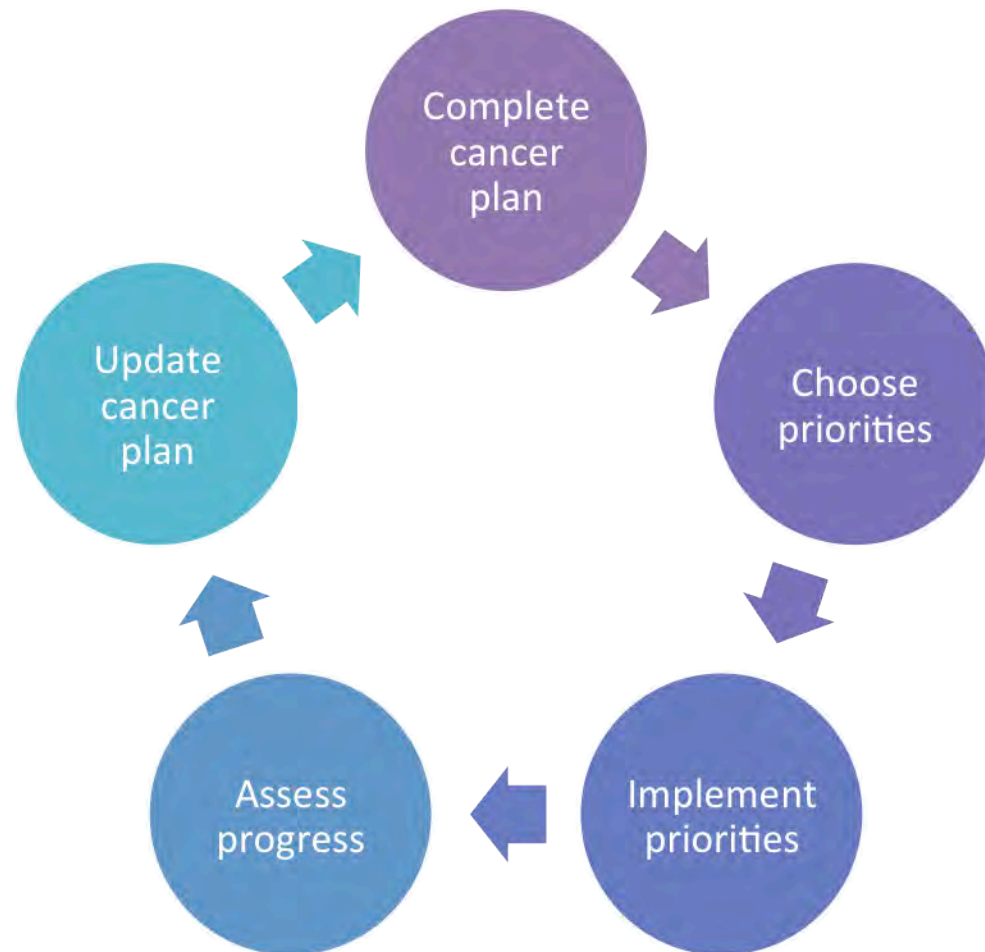 Complete
cancer
plan
Choose
priorities
Implement
priorities
Assess
progress
Update
cancer
plan